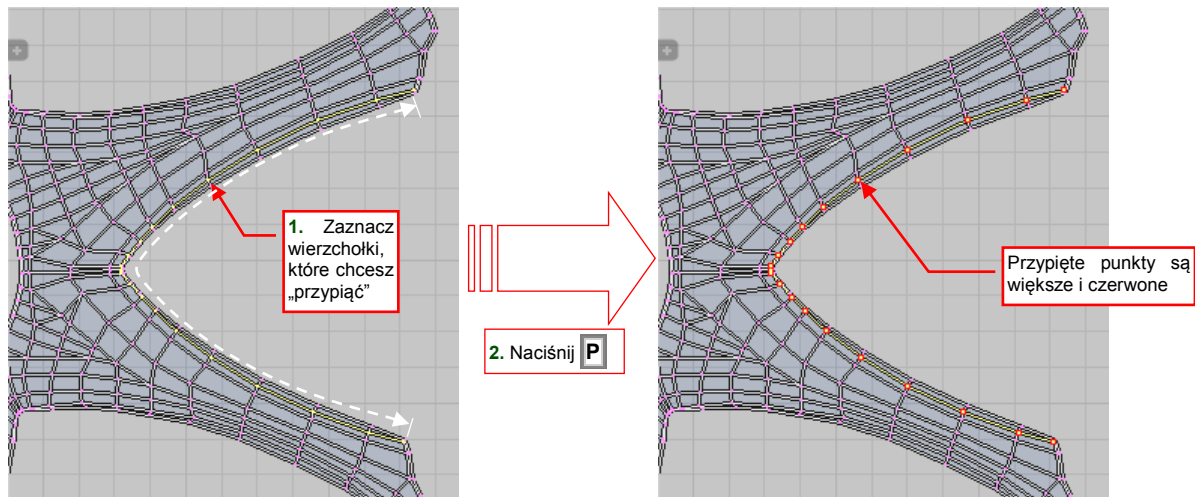 1. Zaznacz
wierzchołki,
które chcesz
„przypiąć”
2. Naciśnij P
Przypięte punkty są
większe i czerwone